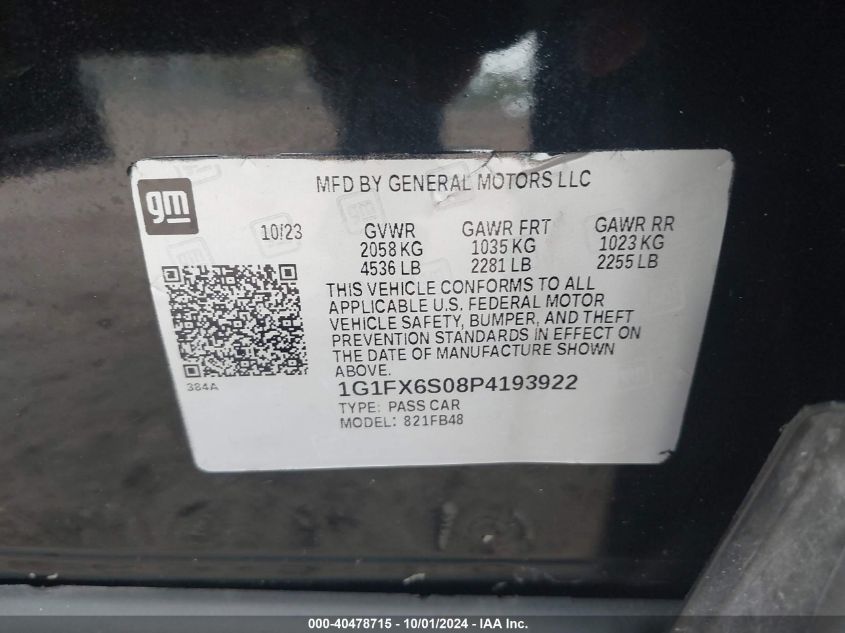 MFD BY GENERAL MOTORS LLC
gm
10/23 GVWR GAWR FRT GAWR RR
2058 KG 1035 KG 1023 KG
4536 LB 2281 LB 2255 LB
THIS VEHICLE CONFORMS TO ALL
APPLICABLE U.S. FEDERAL MOTOR
VEHICLE SAFETY, BUMPER, AND THEFT
PREVENTION STANDARDS IN EFFECT ON
THE DATE OF MANUFACTURE SHOWN
ABOVE.
384A
1G1FX6S08P4193922
TYPE: PASS CAR
MODEL: 821FB48
000-40478715 - 10/01/2024 - IAA Inc.